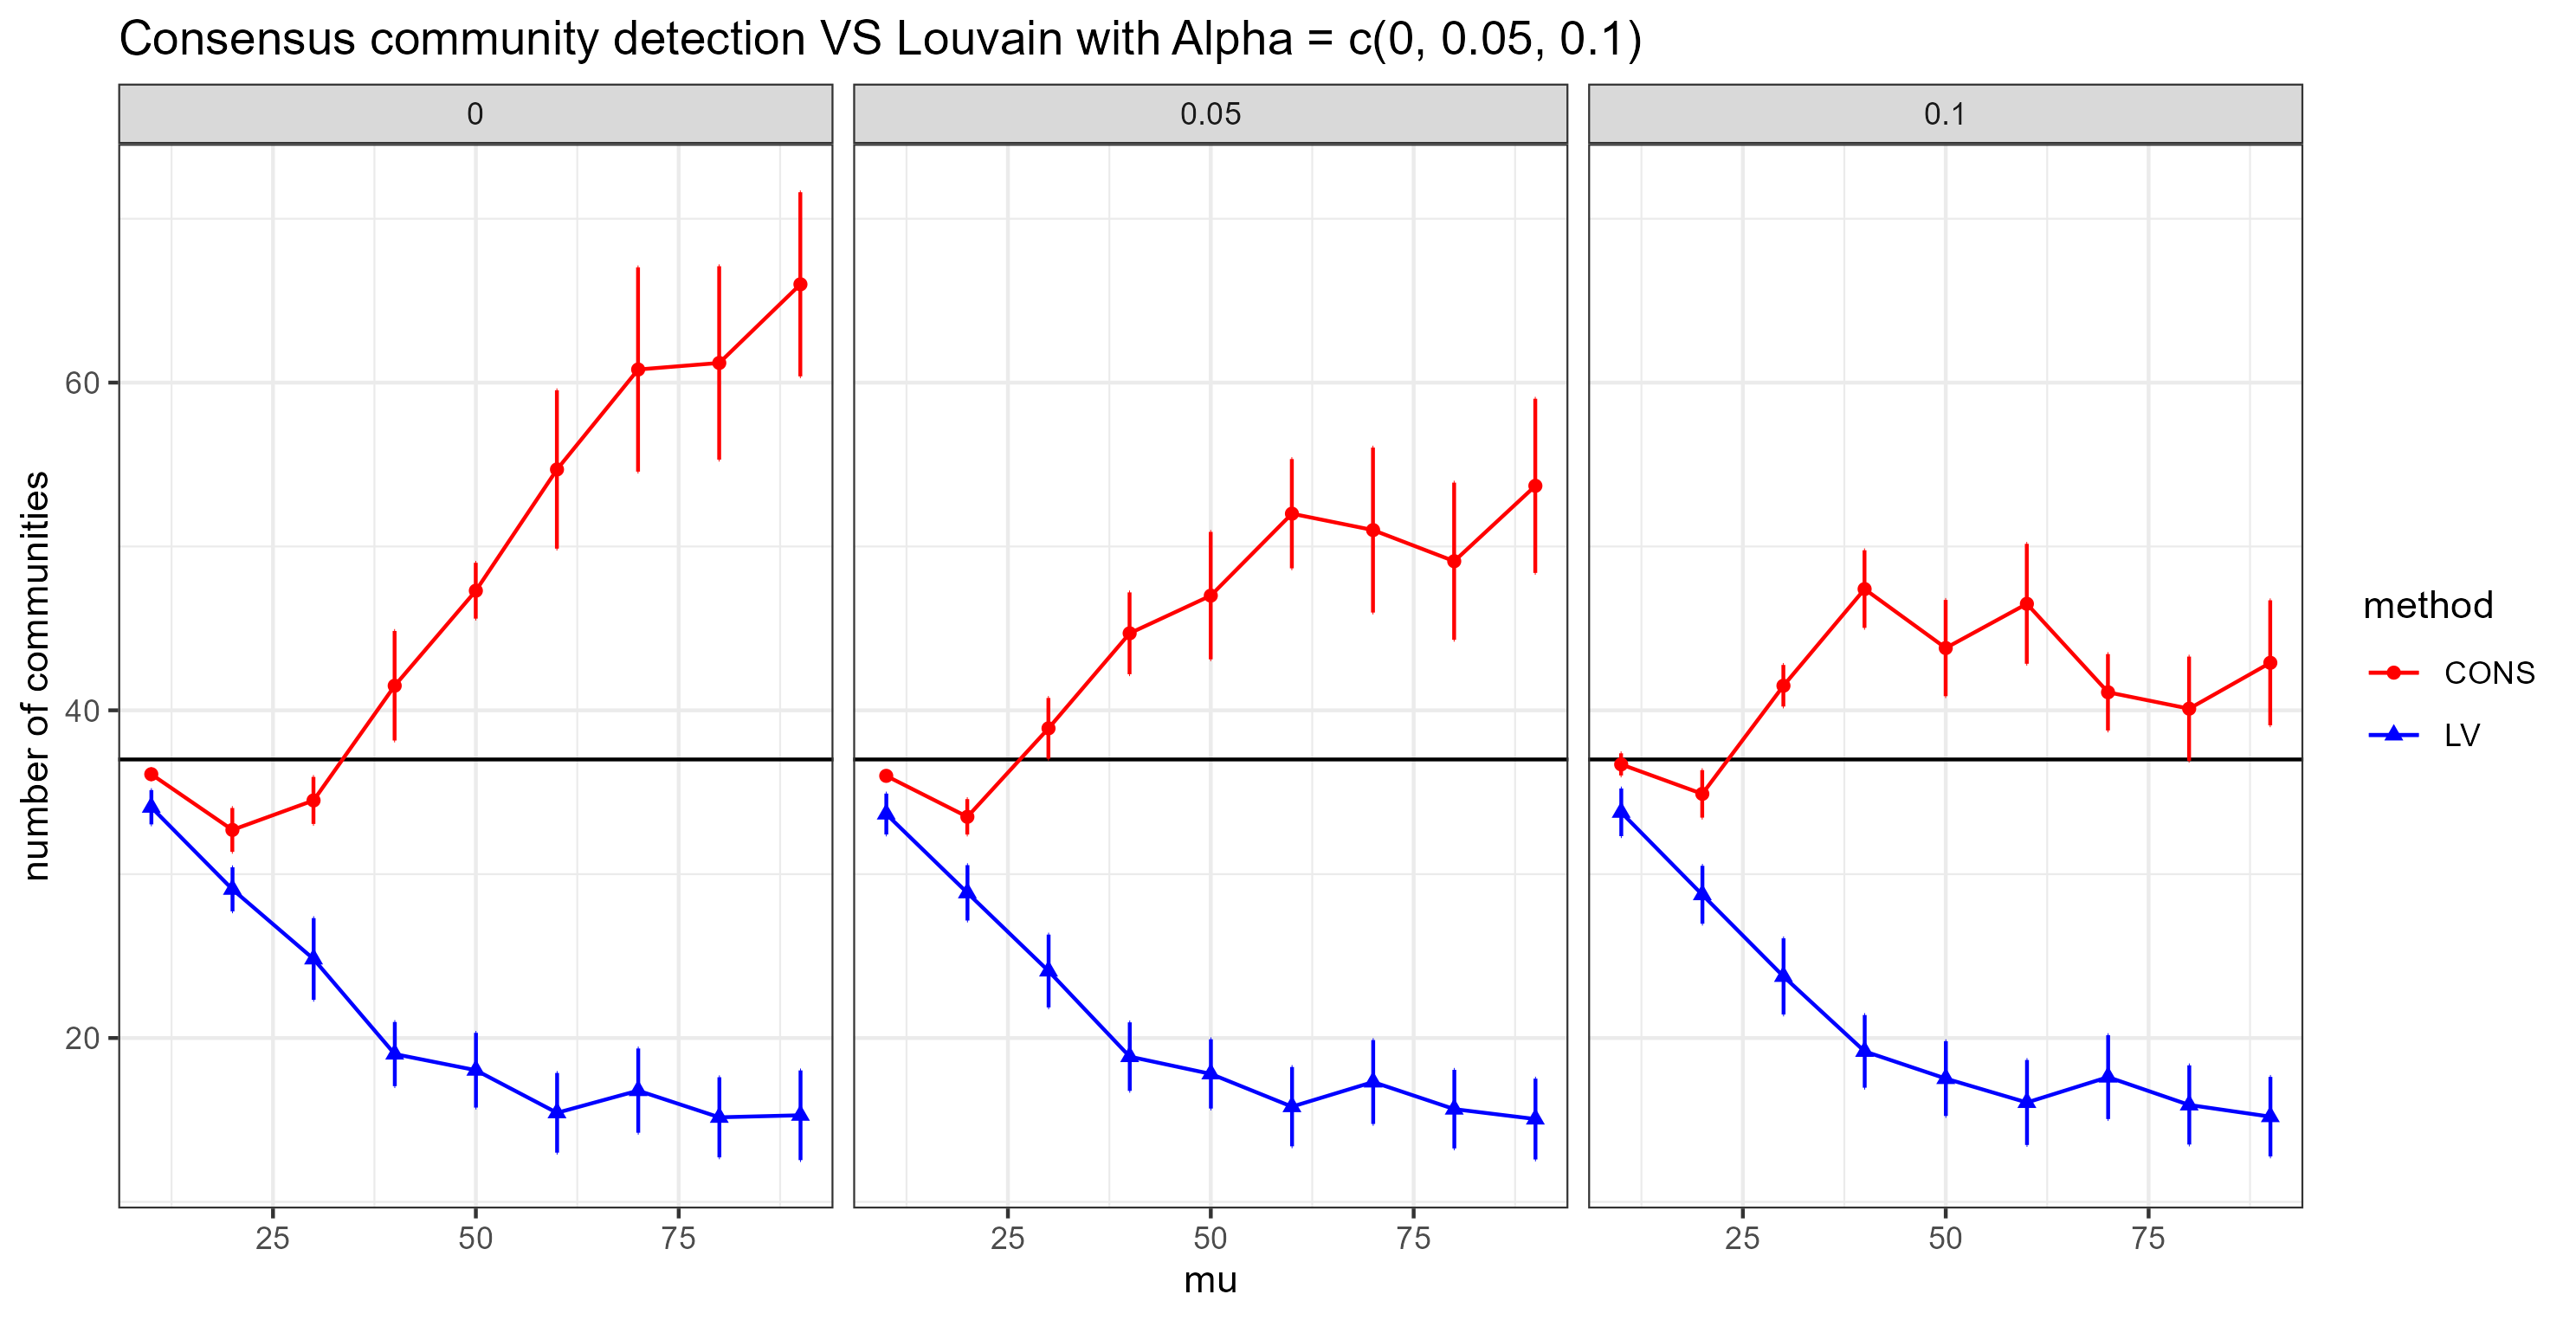 Consensus community detection VS Louvain with Alpha = c(0, 0.05, 0.1)
0 0.05 0.1
60
40
20
number of communities
25 50 75 25 50 75 25 50 75
mu
method
CONS
LV